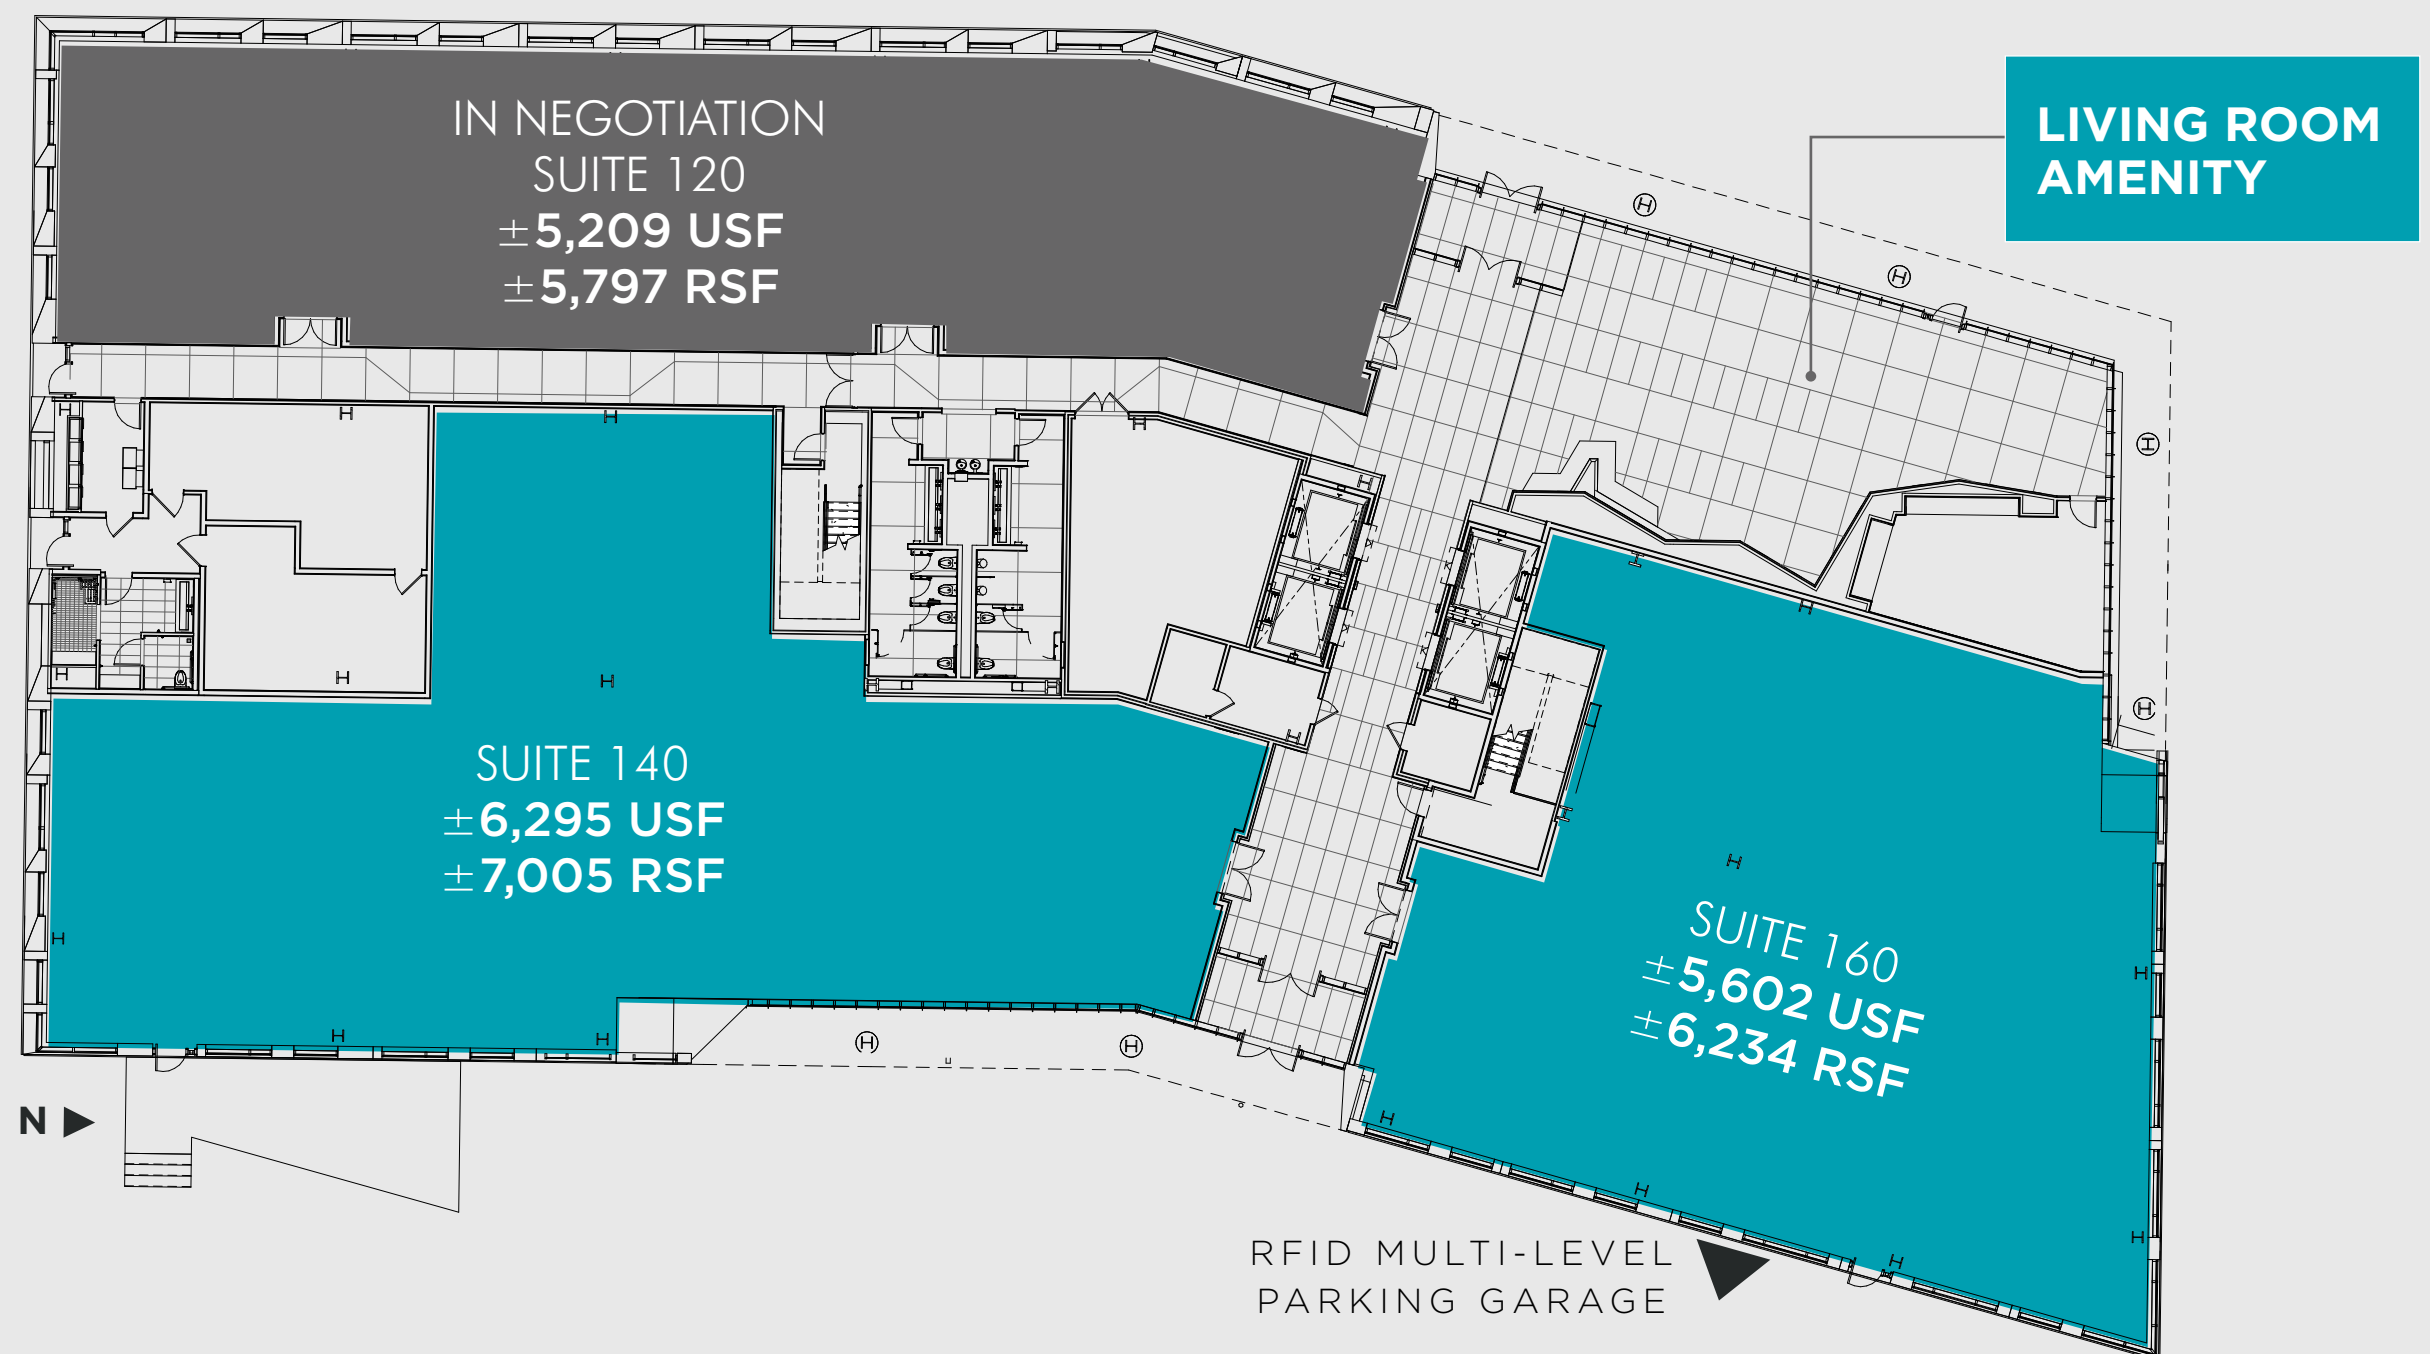 IN NEGOTIATION
SUITE 120
±5,209 USF
±5,797 RSF
LIVING ROOM
AMENITY
SUITE 140
±6,295 USF
±7,005 RSF
SUITE 160
±5,602 USF
±6,234 RSF
N
RFID MULTI-LEVEL
PARKING GARAGE